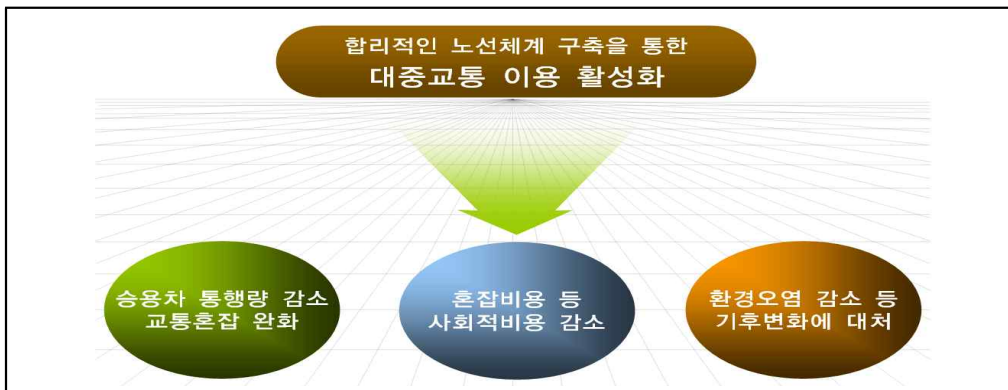 합리적인 노선체계 구축을 통한
대중교통 이용 활성화
승용차 통행량 감소
교통혼잡 완화
혼잡비용 등
사회적비용 감소
환경오염 감소 등
기후변화에 대처